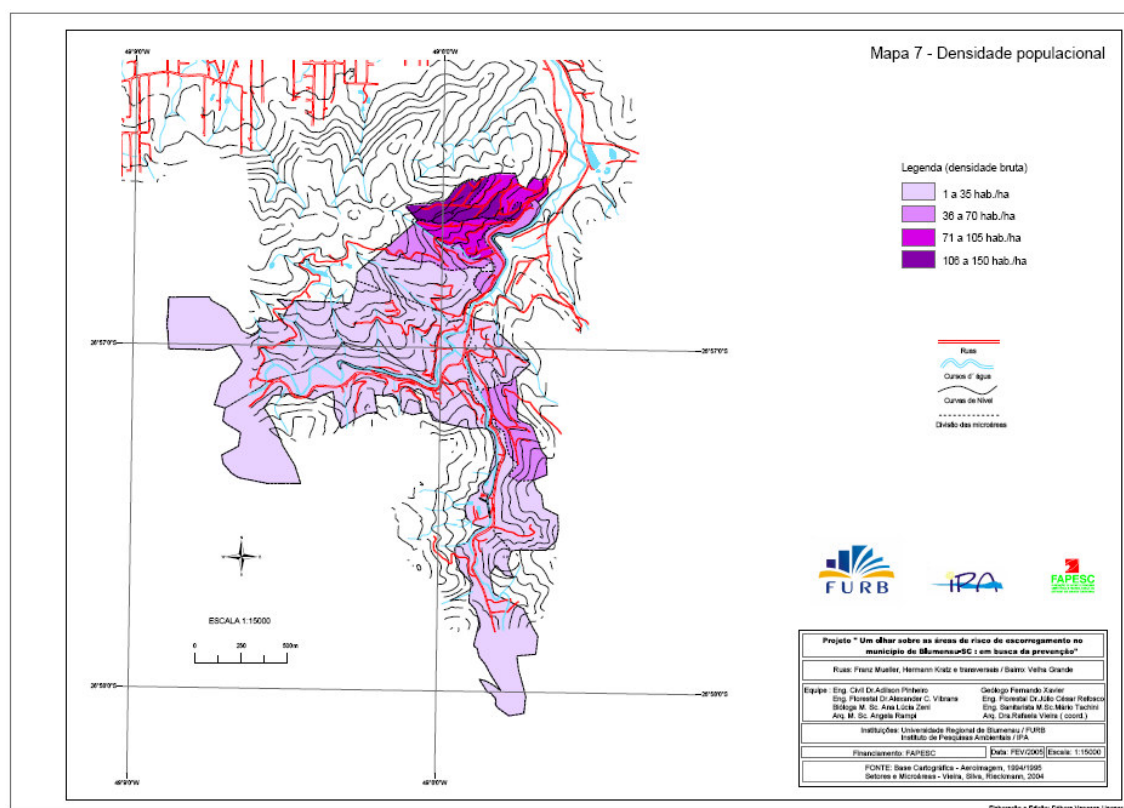 49°9'0"W
Mapa 7 - Densidade populacional
Legenda (densidade bruta)
1 a 35 hab./ha
36 a 70 hab./ha
71 a 105 hab./ha
106 a 150 hab./ha
26°57'0"S
26°57'0"S
Ruas
Cursos d´ água
Curvas de Nível
Divisão das microáreas
ESCALA 1:15000
0 250 500m
FURB
iPA
FAPESC
26°58'0"S
26°58'0"S
49°9'0"W
Projeto " Um olhar sobre as áreas de risco de escorregamento no
município de Blumenau-SC : em busca da prevenção"
Ruas: Franz Mueller, Hermann Kratz e transversais / Bairro Velha Grande
Equipe : Eng. Civil Dr.Adilson Pinheiro
Eng. Florestal Dr.Alexander C. Vibrans
Bióloga M. Sc. Ana Lúcia Zeni
Arq. M. Sc. Angela Rampi
Geólogo Fernando Xavier
Eng. Florestal Dr.Júlio César Refosco
Eng. Sanitarista M.Sc.Mário Tachini
Arq. Dra.Rafaela Vieira ( coord.)
Instituições: Universidade Regional de Blumenau / FURB
Instituto de Pesquisas Ambientais / IPA
Financiamento: FAPESC
Data: FEV/2005
Escala: 1:15000
FONTE: Base Cartográfica - Aeroimagem, 1994/1995
Setores e Microáreas - Vieira, Silva, Rieckmann, 2004